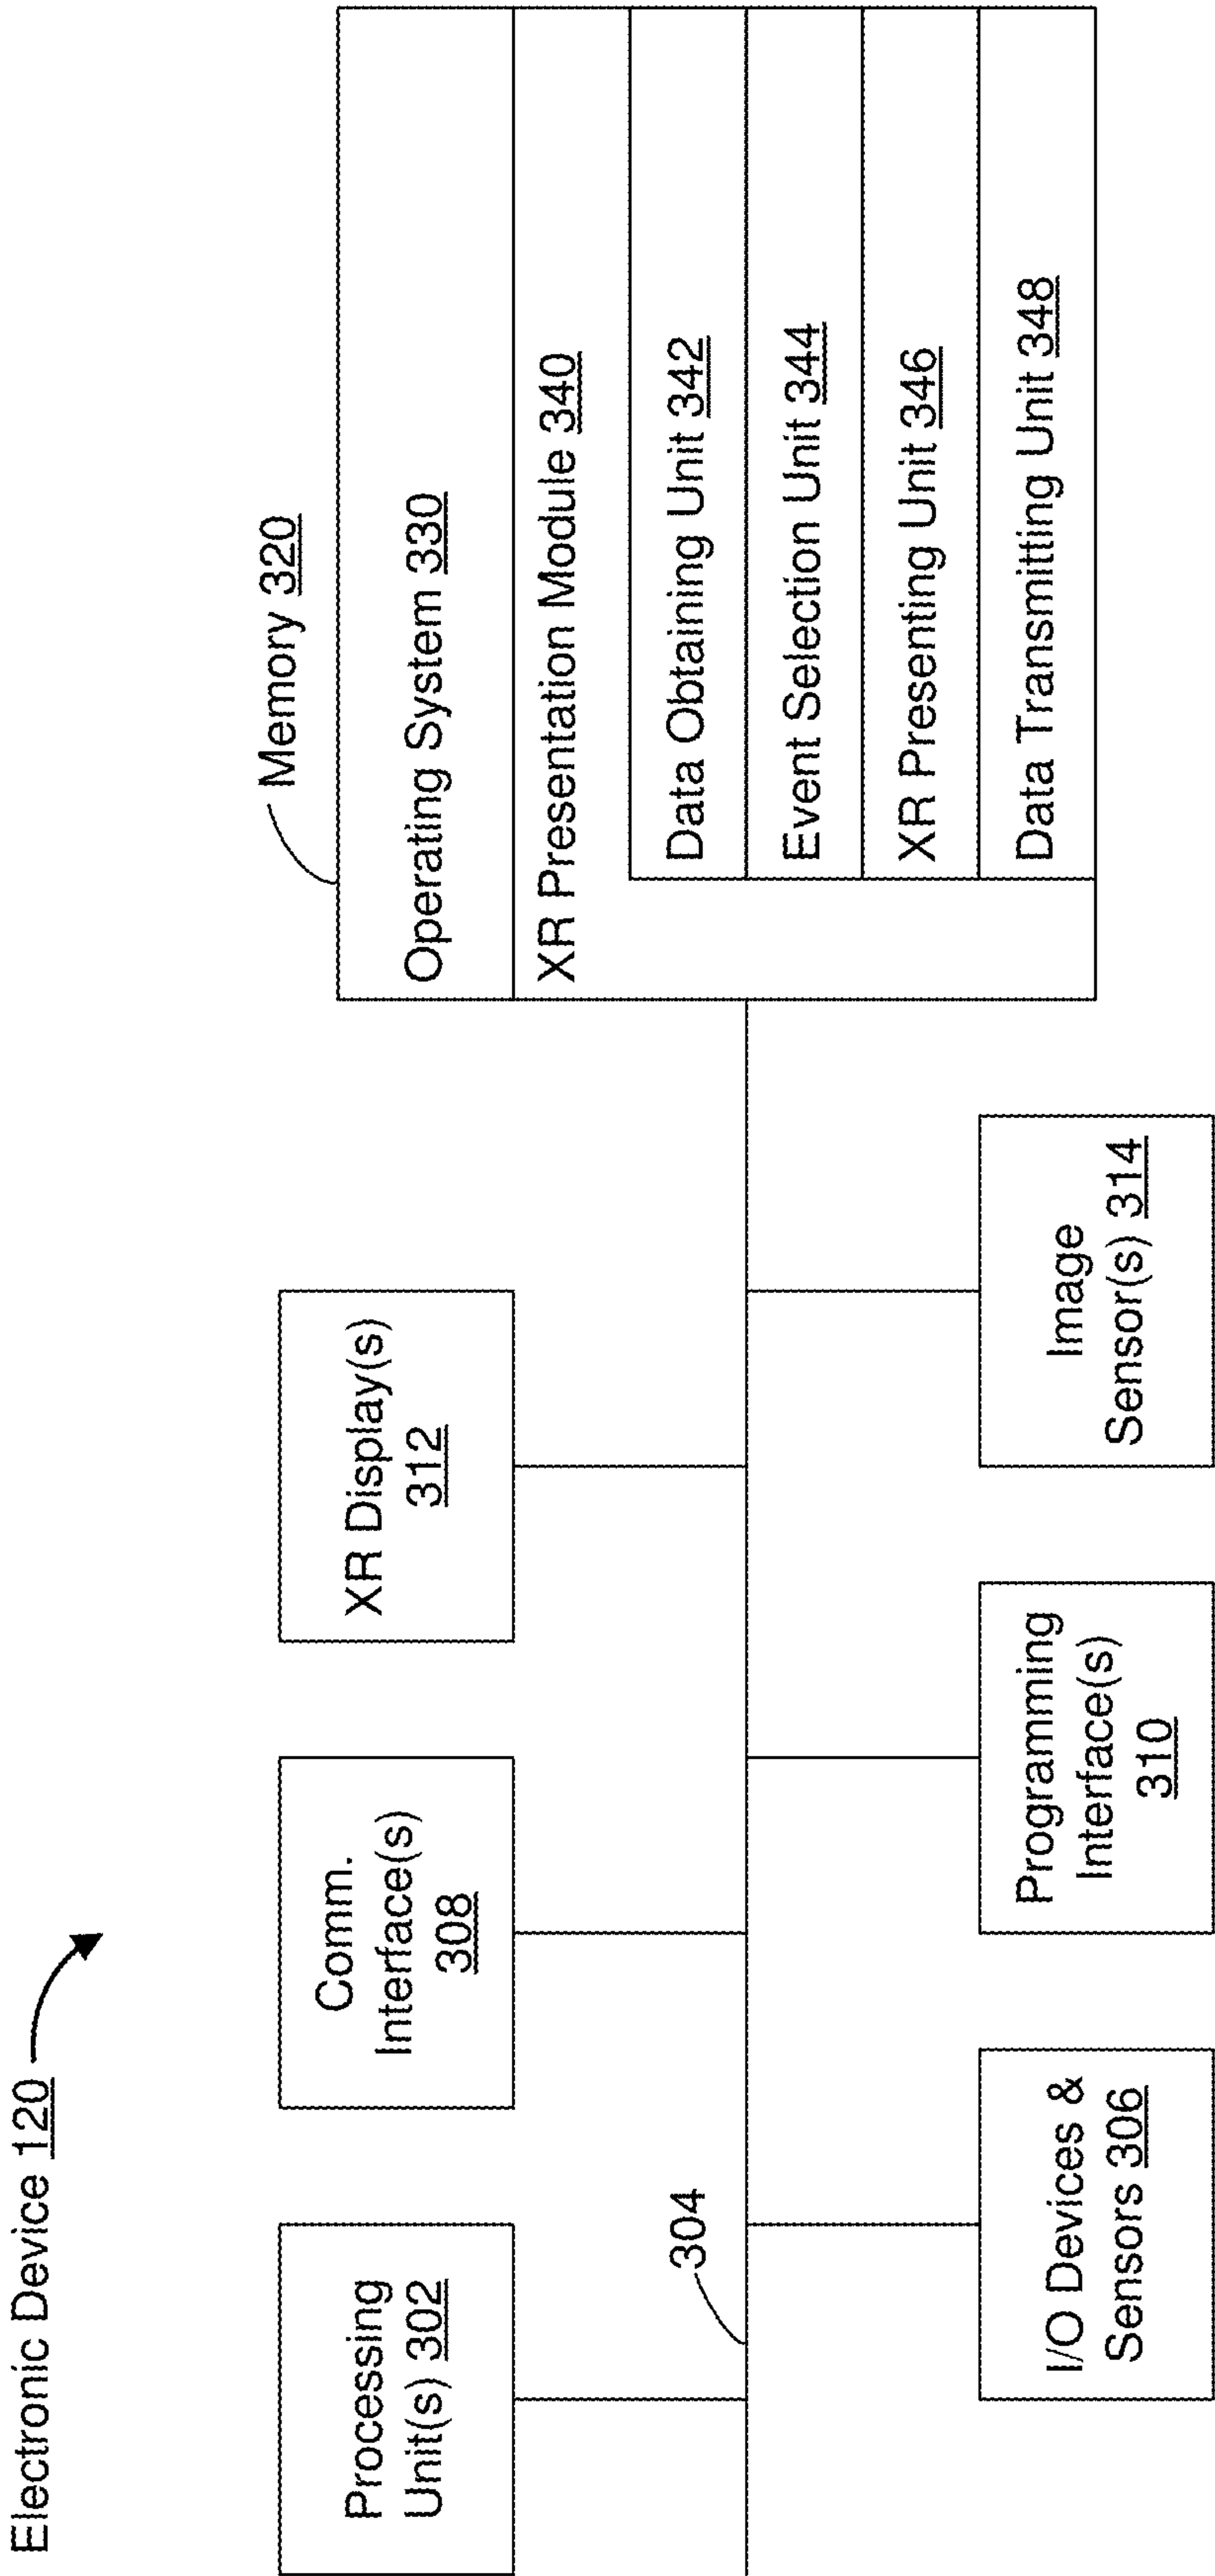 Electronic Device 120
Processing
Unit(s) 302
Comm.
Interface(s)
308
XR Display(s)
312
304
I/O Devices &
Sensors 306
Programming
Interface(s)
310
Image
Sensor(s) 314
Memory 320
Operating System 330
XR Presentation Module 340
Data Obtaining Unit 342
Event Selection Unit 344
XR Presenting Unit 346
Data Transmitting Unit 348